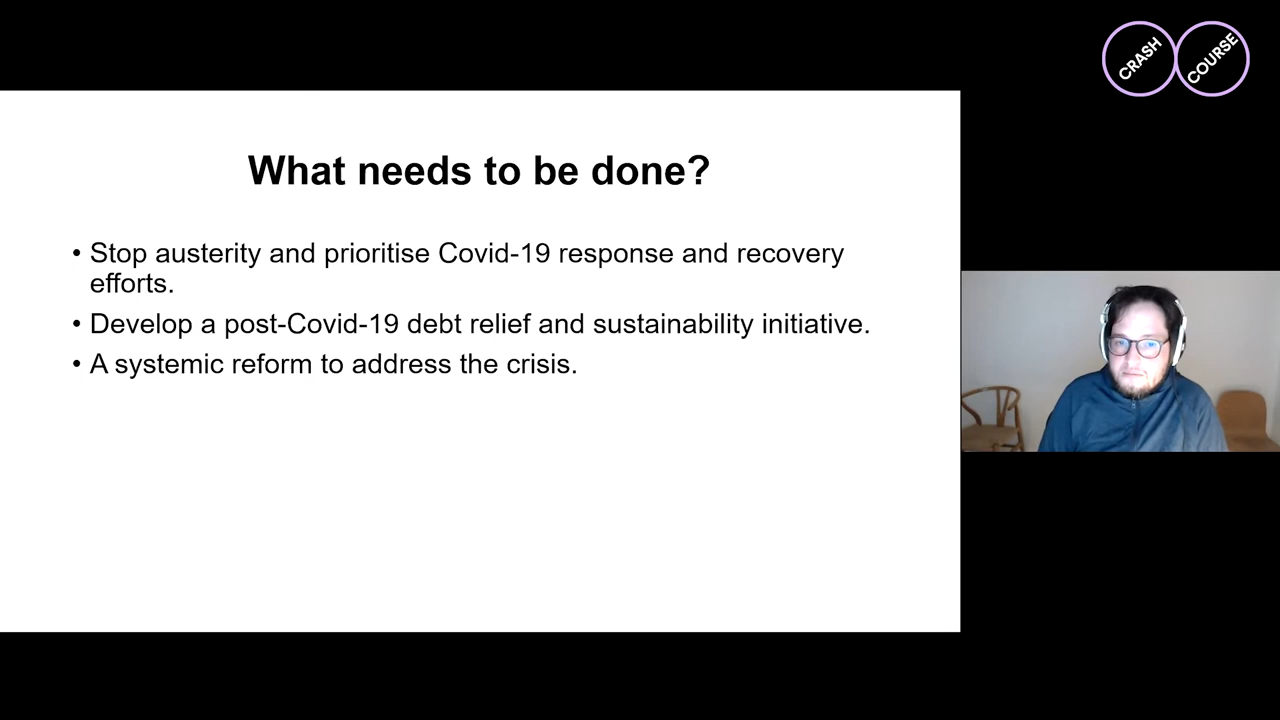 CRASH COURSE
What needs to be done?
• Stop austerity and prioritise Covid-19 response and recovery
efforts.
• Develop a post-Covid-19 debt relief and sustainability initiative.
• A systemic reform to address the crisis.